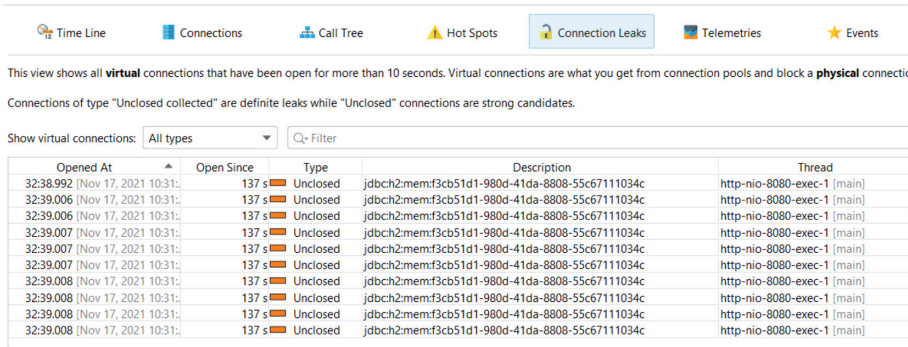 Time Line Connections Call Tree Hot Spots Connection Leaks Telemetries Events
This view shows all virtual connections that have been open for more than 10 seconds. Virtual connections are what you get from connection pools and block a physical
Connections of type "Unclosed collected" are definite leaks while "Unclosed" connections are strong candidates.
Show virtual connections: All types Filter
Opened At Open Since Type Description Thread
32:38.992 [Nov 17, 2021 10:31:. 137 s Unclosed jdbc:h2:mem:f3cb51d1-980d-41da-8808-55c67111034c http-nio-8080-exec-1 [main]
32:39.006 [Nov 17, 2021 10:31:. 137 s Unclosed jdbc:h2:mem:f3cb51d1-980d-41da-8808-55c67111034c http-nio-8080-exec-1 [main]
32:39.006 [Nov 17, 2021 10:31:. 137 s Unclosed jdbc:h2:mem:f3cb51d1-980d-41da-8808-55c67111034c http-nio-8080-exec-1 [main]
32:39.007 [Nov 17, 2021 10:31:. 137 s Unclosed jdbc:h2:mem:f3cb51d1-980d-41da-8808-55c67111034c http-nio-8080-exec-1 [main]
32:39.007 [Nov 17, 2021 10:31:. 137 s Unclosed jdbc:h2:mem:f3cb51d1-980d-41da-8808-55c67111034c http-nio-8080-exec-1 [main]
32:39.007 [Nov 17, 2021 10:31:. 137 s Unclosed jdbc:h2:mem:f3cb51d1-980d-41da-8808-55c67111034c http-nio-8080-exec-1 [main]
32:39.008 [Nov 17, 2021 10:31:. 137 s Unclosed jdbc:h2:mem:f3cb51d1-980d-41da-8808-55c67111034c http-nio-8080-exec-1 [main]
32:39.008 [Nov 17, 2021 10:31:. 137 s Unclosed jdbc:h2:mem:f3cb51d1-980d-41da-8808-55c67111034c http-nio-8080-exec-1 [main]
32:39.008 [Nov 17, 2021 10:31:. 137 s Unclosed jdbc:h2:mem:f3cb51d1-980d-41da-8808-55c67111034c http-nio-8080-exec-1 [main]
32:39.008 [Nov 17, 2021 10:31:. 137 s Unclosed jdbc:h2:mem:f3cb51d1-980d-41da-8808-55c67111034c http-nio-8080-exec-1 [main]